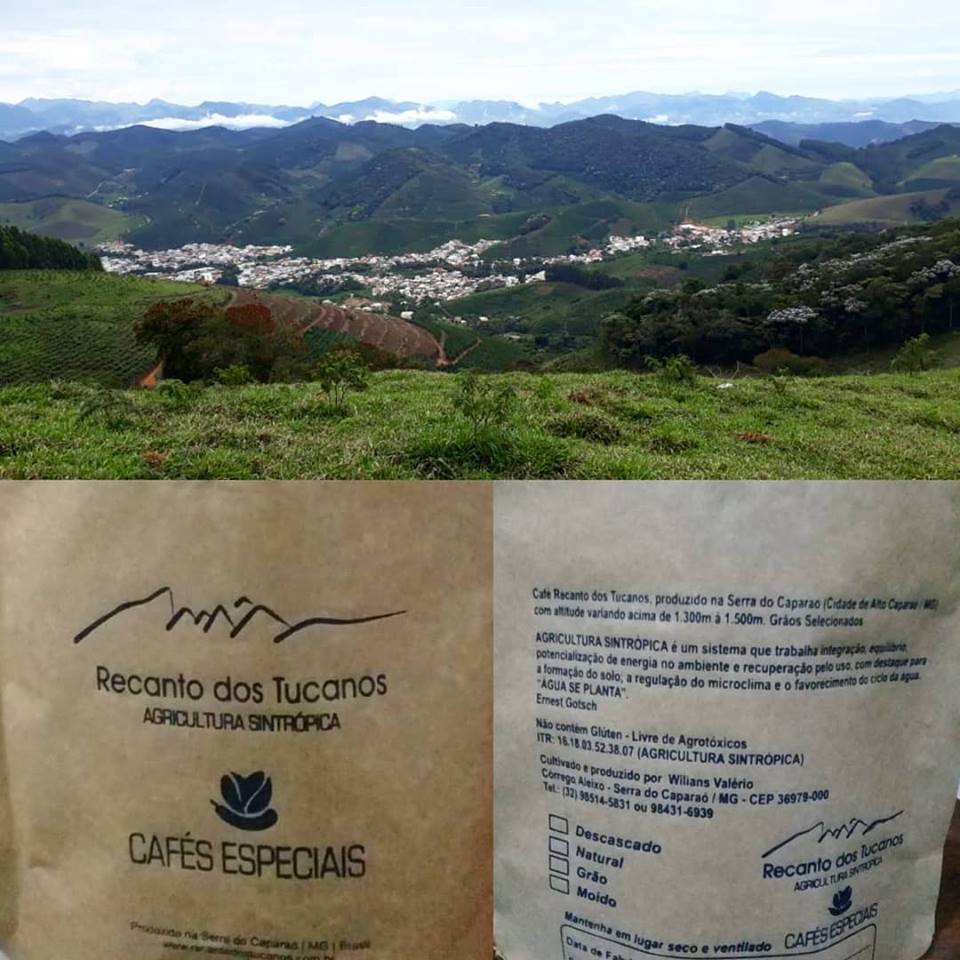 Recanto dos Tucanos
AGRICULTURA SINTRÓPICA
CAFÉS ESPECIAIS
Produzido na Serra do Caparaó | MG | Brasil
www.recantodostucanos.com.br
Café Recanto dos Tucanos, produzido na Serra do Caparao (Cidade de Alto Caparao / MG)
com altitude variando acima de 1.300m à 1.500m. Grãos Selecionados
AGRICULTURA SINTRÓPICA é um sistema que trabalha integração, equilíbrio,
potencialização de energia no ambiente e recuperação pelo uso, com destaque para
a formação do solo; a regulação do microclima e o favorecimento do ciclo da água.
"ÁGUA SE PLANTA".
Ernest Gotsch
Não contém Glúten - Livre de Agrotóxicos
ITR: 16.18.03.52.38.07 (AGRICULTURA SINTRÓPICA)
Cultivado e produzido por Wilians Valério
Córrego Aleixo - Serra do Caparaó / MG - CEP 36979-000
Tel.: (32) 98514-5831 ou 98431-6939
Descascado
Natural
Grão
Moído
Recanto dos Tucanos
AGRICULTURA SINTRÓPICA
CAFÉS ESPECIAIS
Mantenha em lugar seco e ventilado
Data de